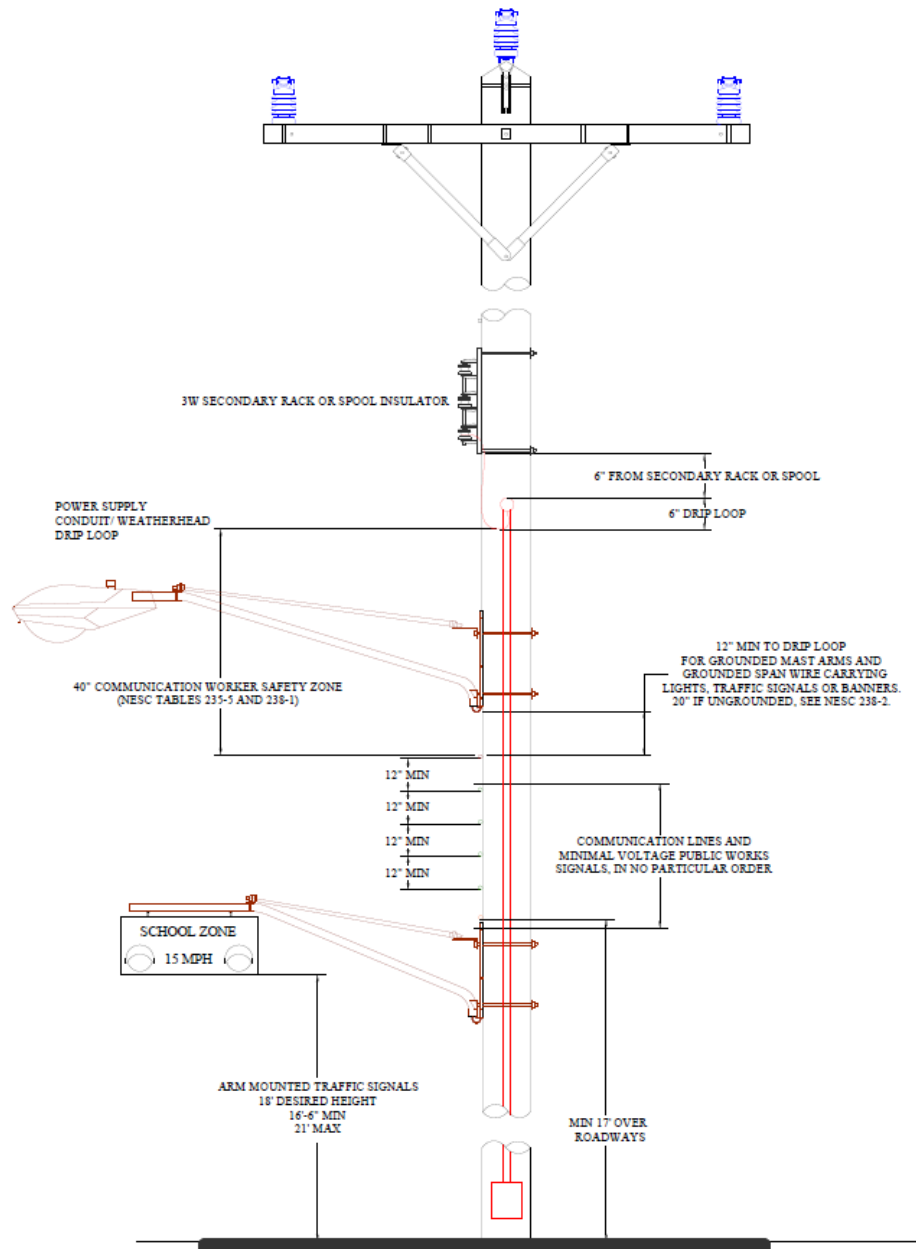 3W SECONDARY RACK OR SPOOL INSULATOR
6" FROM SECONDARY RACK OR SPOOL
POWER SUPPLY
CONDUIT/ WEATHERHEAD
DRIP LOOP
6" DRIP LOOP
12" MIN TO DRIP LOOP
FOR GROUNDED MAST ARMS AND
GROUNDED SPAN WIRE CARRYING
LIGHTS, TRAFFIC SIGNALS OR BANNERS.
20" IF UNGROUNDED, SEE NESC 238-2.
40" COMMUNICATION WORKER SAFETY ZONE
(NESC TABLES 235-5 AND 238-1)
12" MIN
12" MIN
12" MIN
12" MIN
COMMUNICATION LINES AND
MINIMAL VOLTAGE PUBLIC WORKS
SIGNALS, IN NO PARTICULAR ORDER
SCHOOL ZONE
15 MPH
ARM MOUNTED TRAFFIC SIGNALS
18' DESIRED HEIGHT
16'-6" MIN
21' MAX
MIN 17' OVER
ROADWAYS